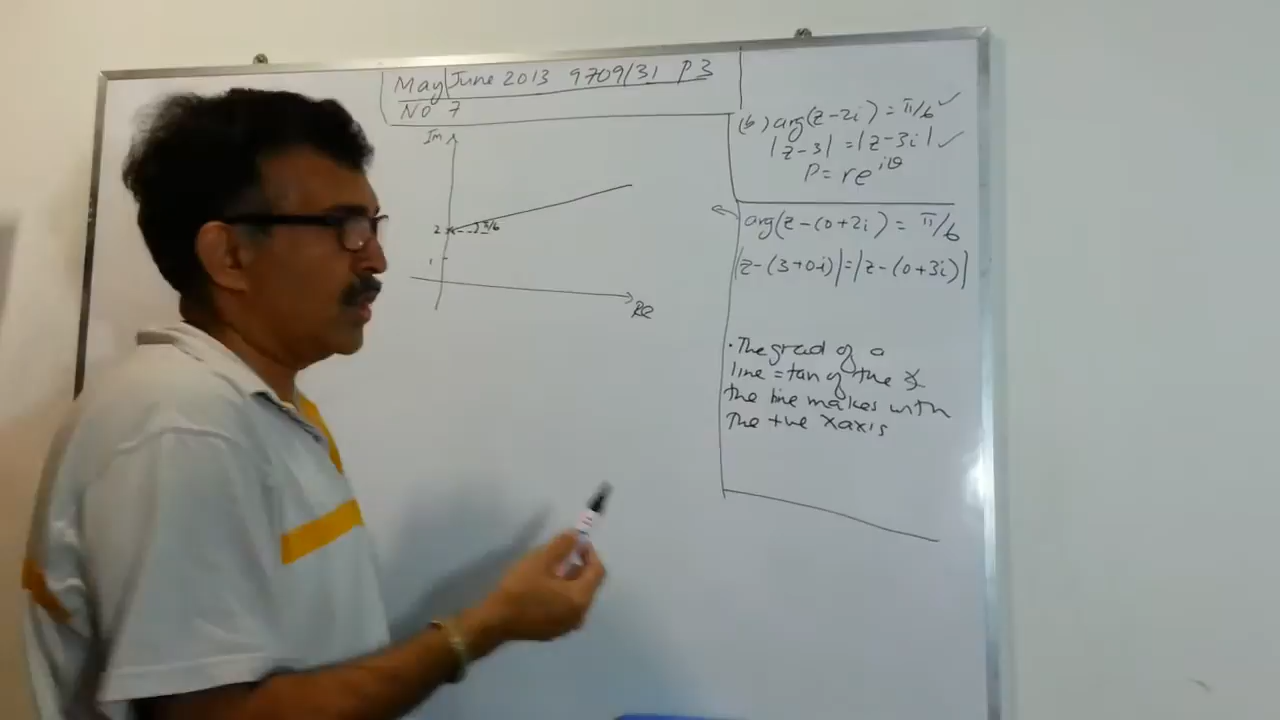 May/June 2013 9709/31 P3
No 7
Im
2
π/6
1
Re
(b) arg(z-2i) = π/6 ✓
|z-3| = |z-3i| ✓
P = re^{iθ}
arg(z-(0+2i) = π/6
|z-(3+0i)|=|z-(0+3i)|
· The grad of a
line = tan of the ∡
the line makes with
the +ve xaxis